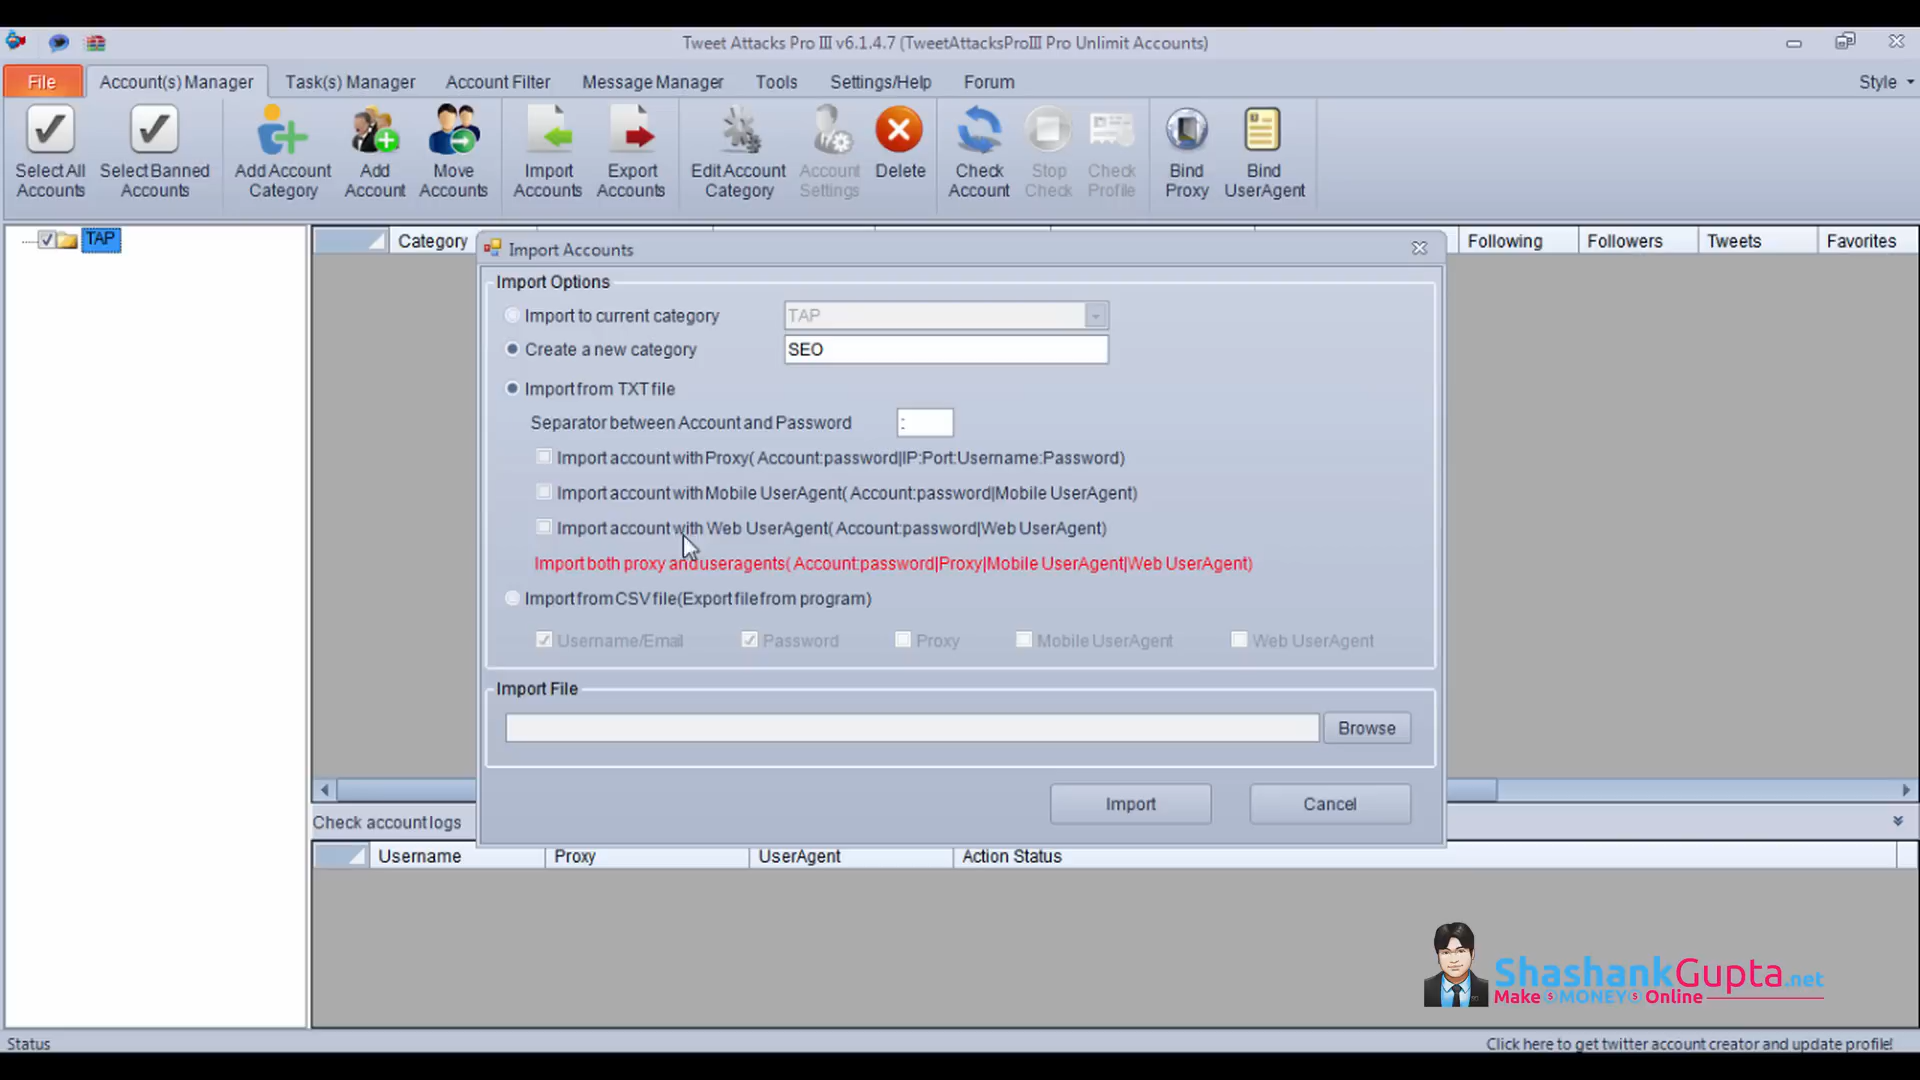 Tweet Attacks Pro III v6.1.4.7 (TweetAttacksProIII Pro Unlimit Accounts)
File Account(s) Manager Task(s) Manager Account Filter Message Manager Tools Settings/Help Forum Style
Select All Accounts
Select Banned Accounts
Add Account Category
Add Account
Move Accounts
Import Accounts
Export Accounts
Edit Account Category
Account Settings
Delete
Check Account
Stop Check
Check Profile
Bind Proxy
Bind UserAgent
TAP
Category Following Followers Tweets Favorites
Import Accounts
Import Options
Import to current category TAP
Create a new category SEO
Import from TXT file
Separator between Account and Password :
Import account with Proxy( Account:password|IP:Port:Username:Password)
Import account with Mobile UserAgent( Account:password|Mobile UserAgent)
Import account with Web UserAgent( Account:password|Web UserAgent)
Import both proxy and useragents( Account:password|Proxy|Mobile UserAgent|Web UserAgent)
Import from CSV file(Export file from program)
Username/Email Password Proxy Mobile UserAgent Web UserAgent
Import File
Browse
Import Cancel
Check account logs
Username Proxy UserAgent Action Status
ShashankGupta.net
Make $MONEY$ Online
Status Click here to get twitter account creator and update profile!